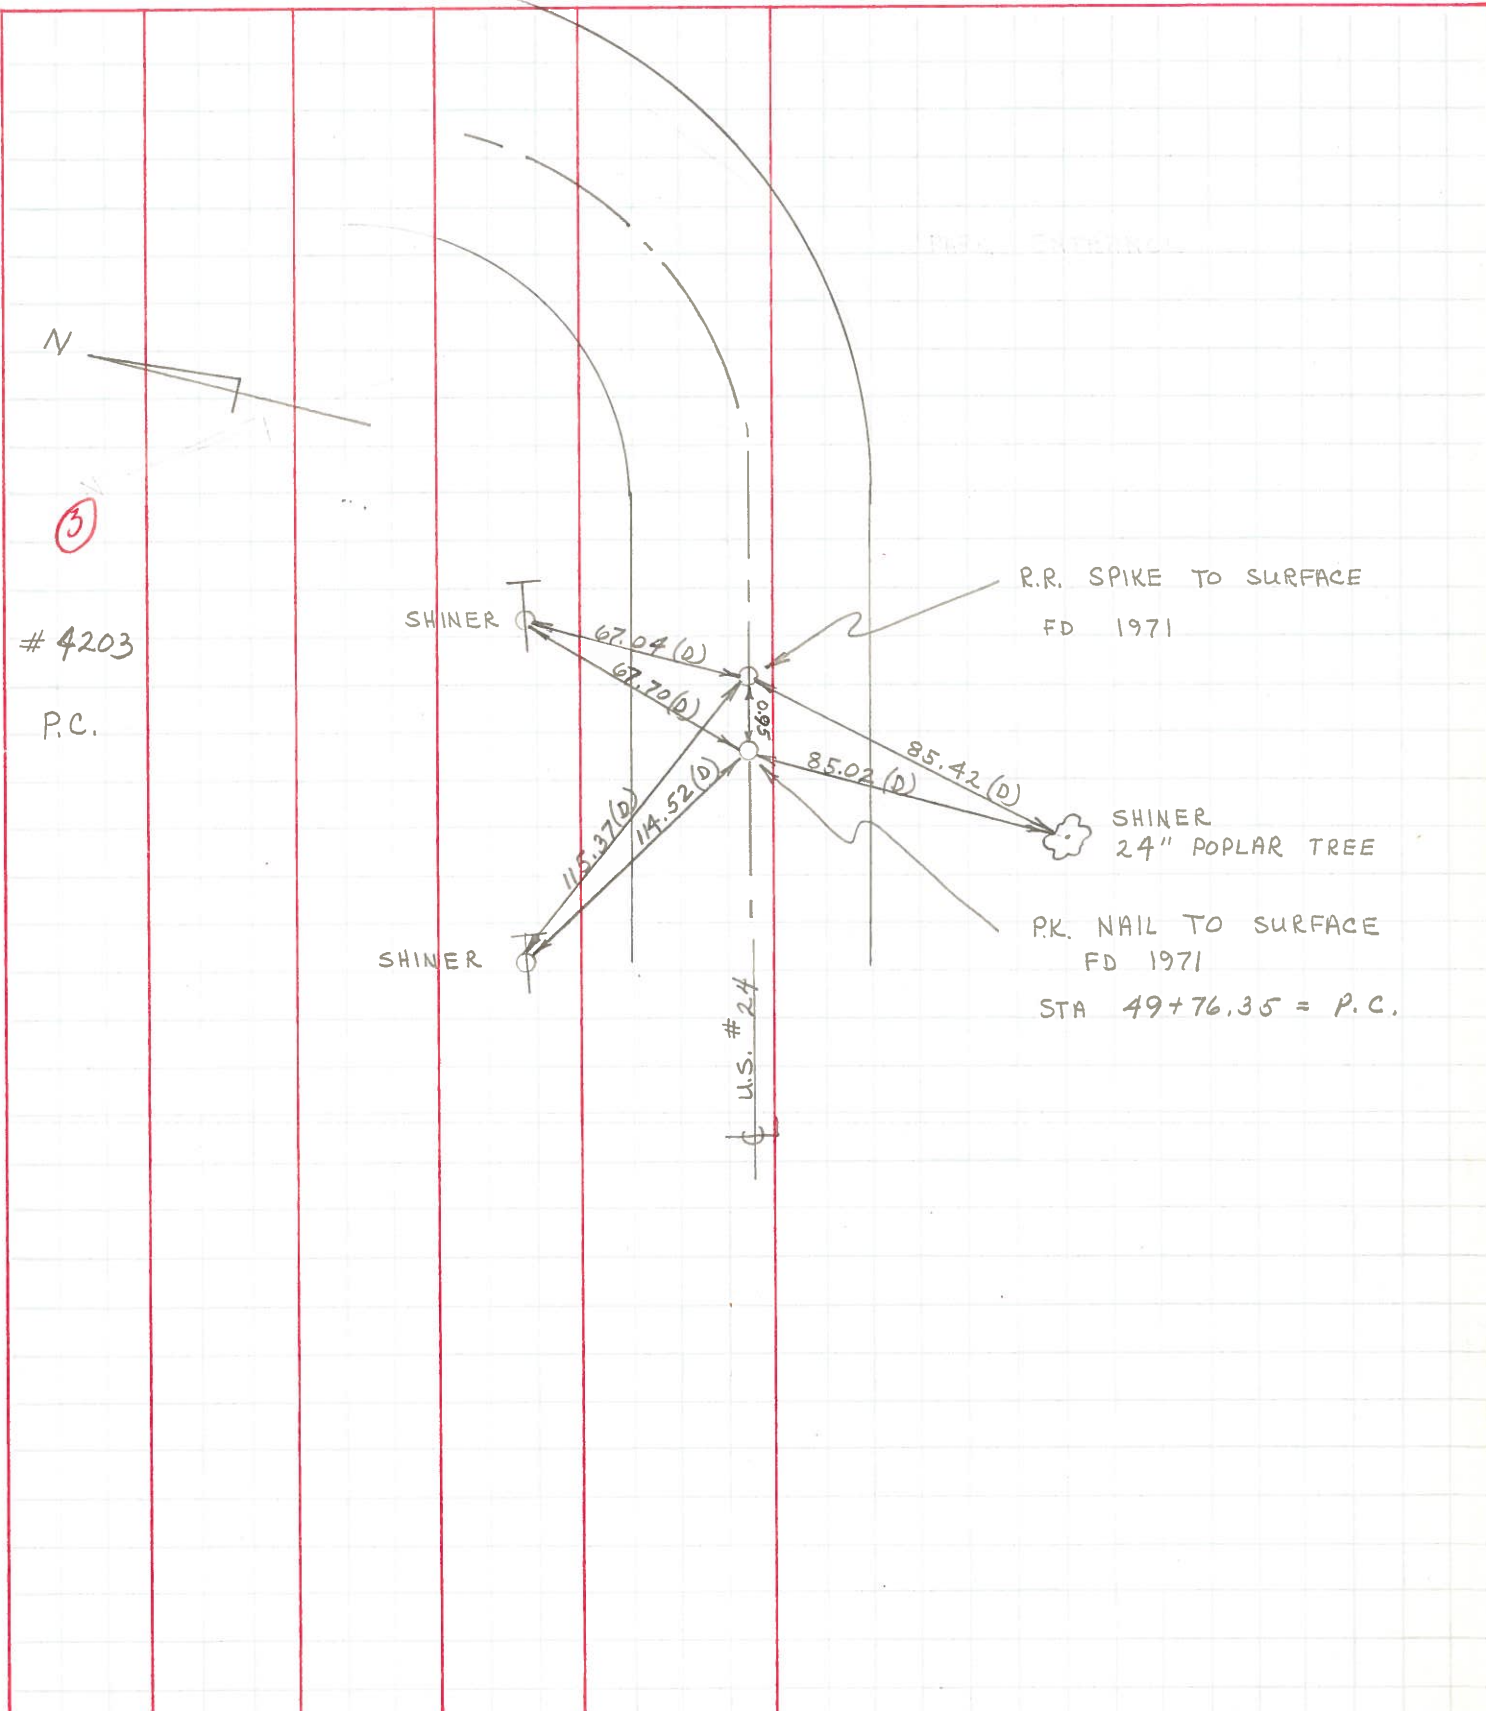 N
3
# 4203
P.C.
SHINER
67.04 (D)
67.70 (D)
0.95
115.37 (D)
114.52 (D)
85.42 (D)
85.02 (D)
R.R. SPIKE TO SURFACE
FD 1971
SHINER
24" POPLAR TREE
SHINER
P.K. NAIL TO SURFACE
FD 1971
STA 49+76.35 = P.C.
U.S. # 24